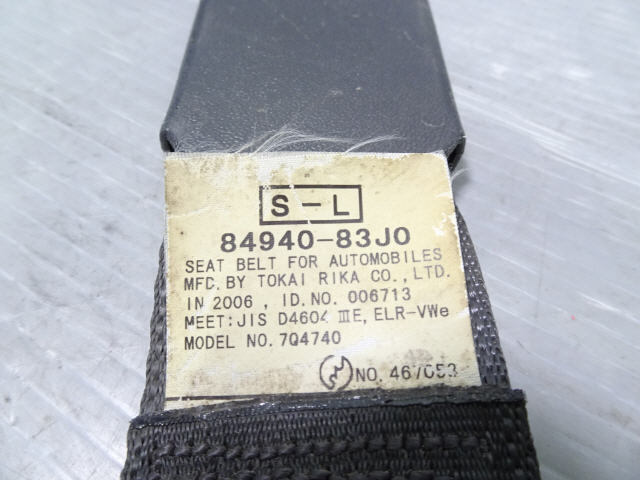 S-L
84940-83J0
SEAT BELT FOR AUTOMOBILES
MFG. BY TOKAI RIKA CO., LTD.
IN 2006 , ID. NO. 006713
MEET: JIS D4604 ⅢE, ELR-VWe
MODEL NO. 7Q4740
NO. 467053